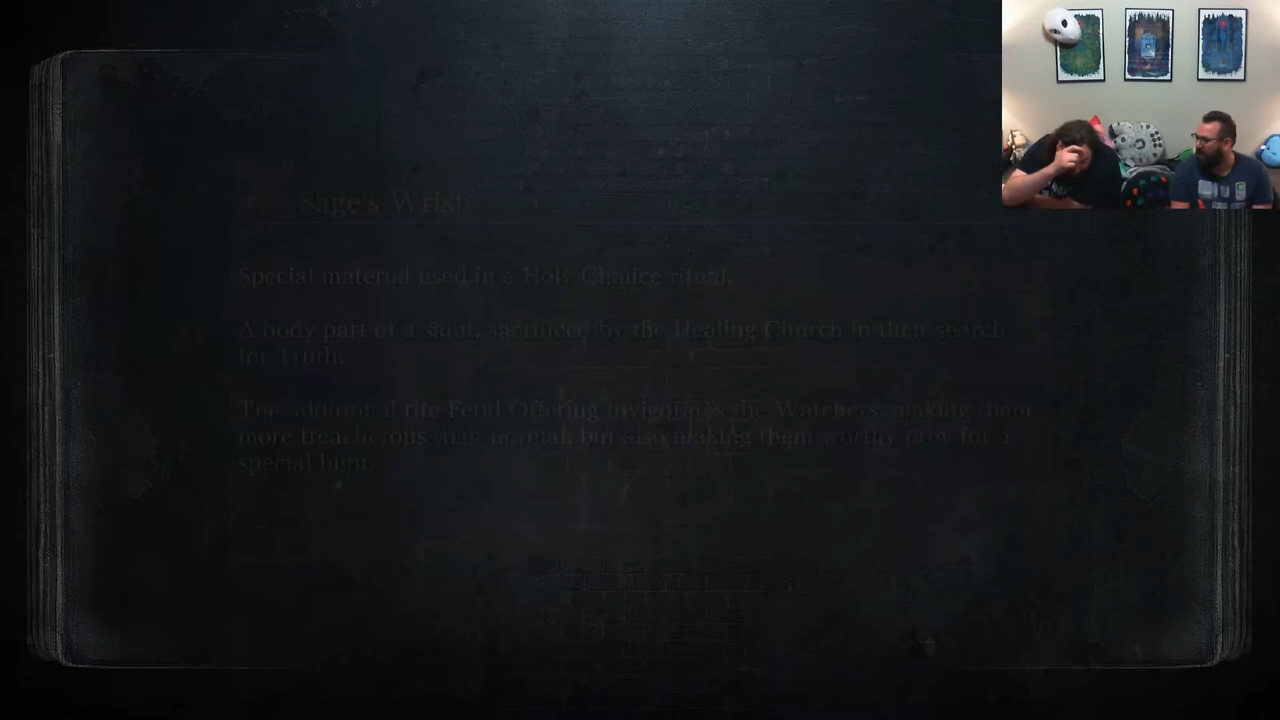 Sage's Wrist
Special material used in a Holy Chalice ritual.
A body part of a saint, sacrificed by the Healing Church in their search
for Truth.
The additional rite Fetid Offering invigorates the Watchers, making them
more treacherous than normal, but also making them worthy prey for a
special hunt.